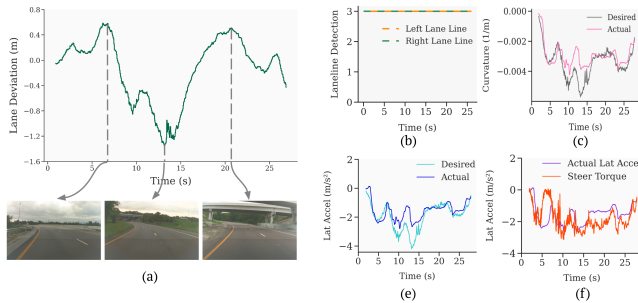 0.8
0.4
0.0
−0.4
−0.8
−1.2
−1.6
Lane Deviation (m)
0
5
10
15
20
25
Time (s)
(a)
3
2
1
0
Laneline Detection
Left Lane Line
Right Lane Line
0 5 10 15 20 25
Time (s)
(b)
0.000
−0.002
−0.004
Curvature (1/m)
Desired
Actual
0 5 10 15 20 25
Time (s)
(c)
2
0
−2
−4
Lat Accel (m/s²)
Desired
Actual
0 5 10 15 20 25
Time (s)
(e)
2
0
−2
−4
Lat Accel (m/s²)
Actual Lat Acce
Steer Torque
0 5 10 15 20 25
Time (s)
(f)